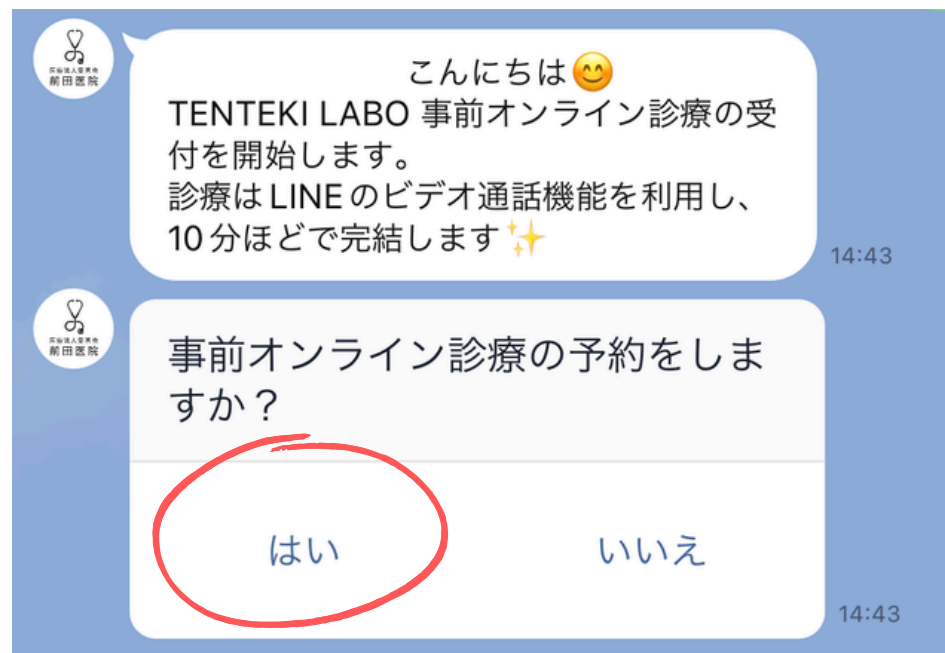 こんにちは😊
TENTEKI LABO 事前オンライン診療の受
付を開始します。
診療はLINEのビデオ通話機能を利用し、
10分ほどで完結します✨
14:43
前田医院
前田医院
事前オンライン診療の予約をしま
すか？
はい
いいえ
14:43